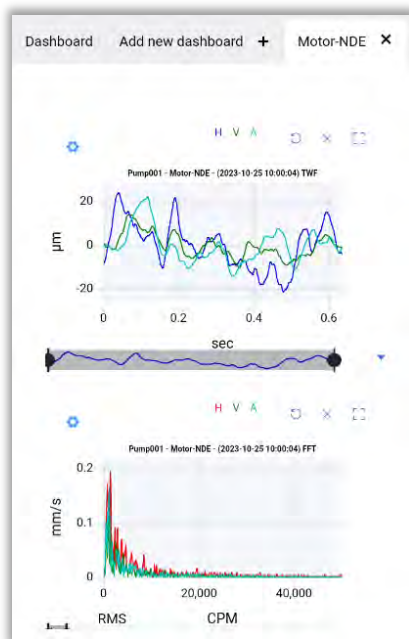 Dashboard Add new dashboard + Motor-NDE ×
H V A
Pump001 - Motor-NDE - (2023-10-25 10:00:04) TWF
20
0
-20
µm
0 0.2 0.4 0.6
sec
H V A
Pump001 - Motor-NDE - (2023-10-25 10:00:04) FFT
0.2
0.1
0
mm/s
0 20,000 40,000
RMS CPM